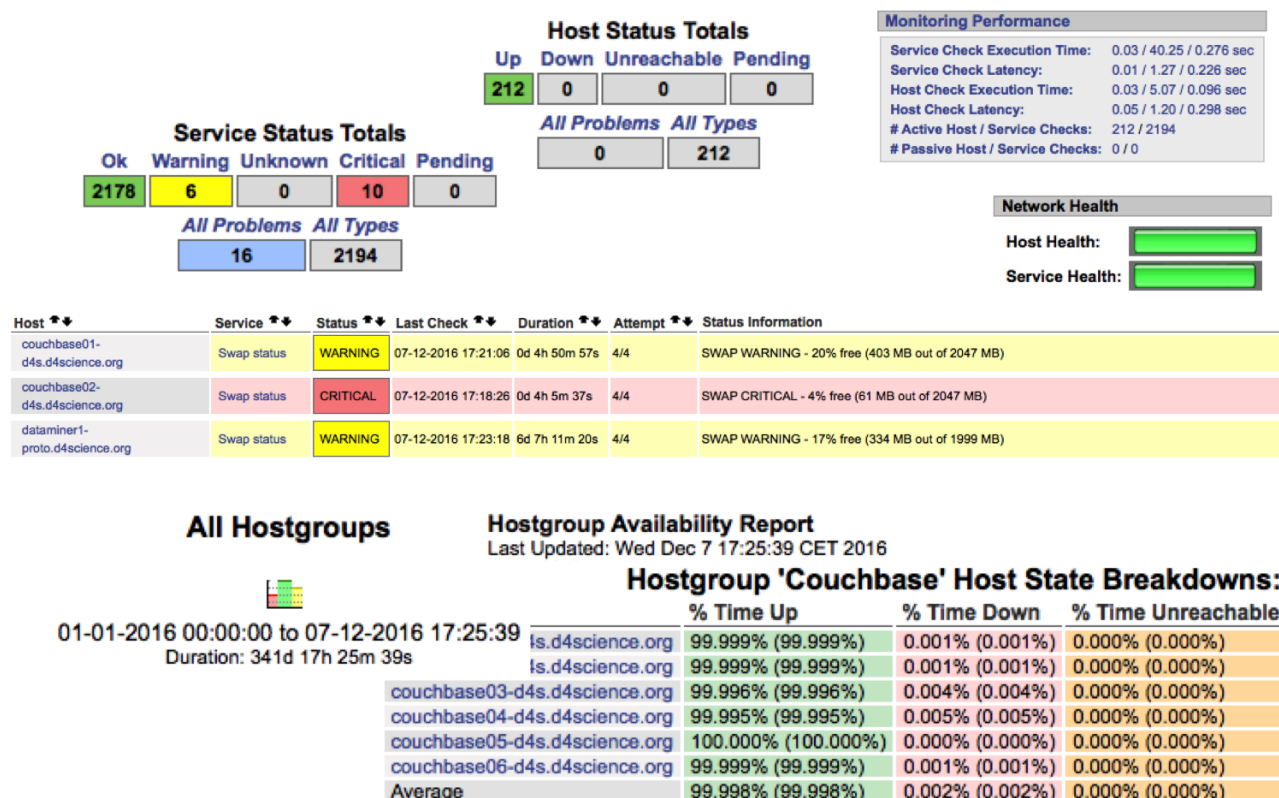 Host Status Totals
Up Down Unreachable Pending
212 0 0 0
All Problems All Types
0 212
Monitoring Performance
Service Check Execution Time: 0.03 / 40.25 / 0.276 sec
Service Check Latency: 0.01 / 1.27 / 0.226 sec
Host Check Execution Time: 0.03 / 5.07 / 0.096 sec
Host Check Latency: 0.05 / 1.20 / 0.298 sec
# Active Host / Service Checks: 212 / 2194
# Passive Host / Service Checks: 0 / 0
Service Status Totals
Ok Warning Unknown Critical Pending
2178 6 0 10 0
All Problems All Types
16 2194
Network Health
Host Health:
Service Health:
Host Service Status Last Check Duration Attempt Status Information
couchbase01-
d4s.d4science.org Swap status WARNING 07-12-2016 17:21:06 0d 4h 50m 57s 4/4 SWAP WARNING - 20% free (403 MB out of 2047 MB)
couchbase02-
d4s.d4science.org Swap status CRITICAL 07-12-2016 17:18:26 0d 4h 5m 37s 4/4 SWAP CRITICAL - 4% free (61 MB out of 2047 MB)
dataminer1-
proto.d4science.org Swap status WARNING 07-12-2016 17:23:18 6d 7h 11m 20s 4/4 SWAP WARNING - 17% free (334 MB out of 1999 MB)
All Hostgroups
01-01-2016 00:00:00 to 07-12-2016 17:25:39
Duration: 341d 17h 25m 39s
Hostgroup Availability Report
Last Updated: Wed Dec 7 17:25:39 CET 2016
Hostgroup 'Couchbase' Host State Breakdowns:
% Time Up % Time Down % Time Unreachable
s.d4science.org 99.999% (99.999%) 0.001% (0.001%) 0.000% (0.000%)
s.d4science.org 99.999% (99.999%) 0.001% (0.001%) 0.000% (0.000%)
couchbase03-d4s.d4science.org 99.996% (99.996%) 0.004% (0.004%) 0.000% (0.000%)
couchbase04-d4s.d4science.org 99.995% (99.995%) 0.005% (0.005%) 0.000% (0.000%)
couchbase05-d4s.d4science.org 100.000% (100.000%) 0.000% (0.000%) 0.000% (0.000%)
couchbase06-d4s.d4science.org 99.999% (99.999%) 0.001% (0.001%) 0.000% (0.000%)
Average 99.998% (99.998%) 0.002% (0.002%) 0.000% (0.000%)